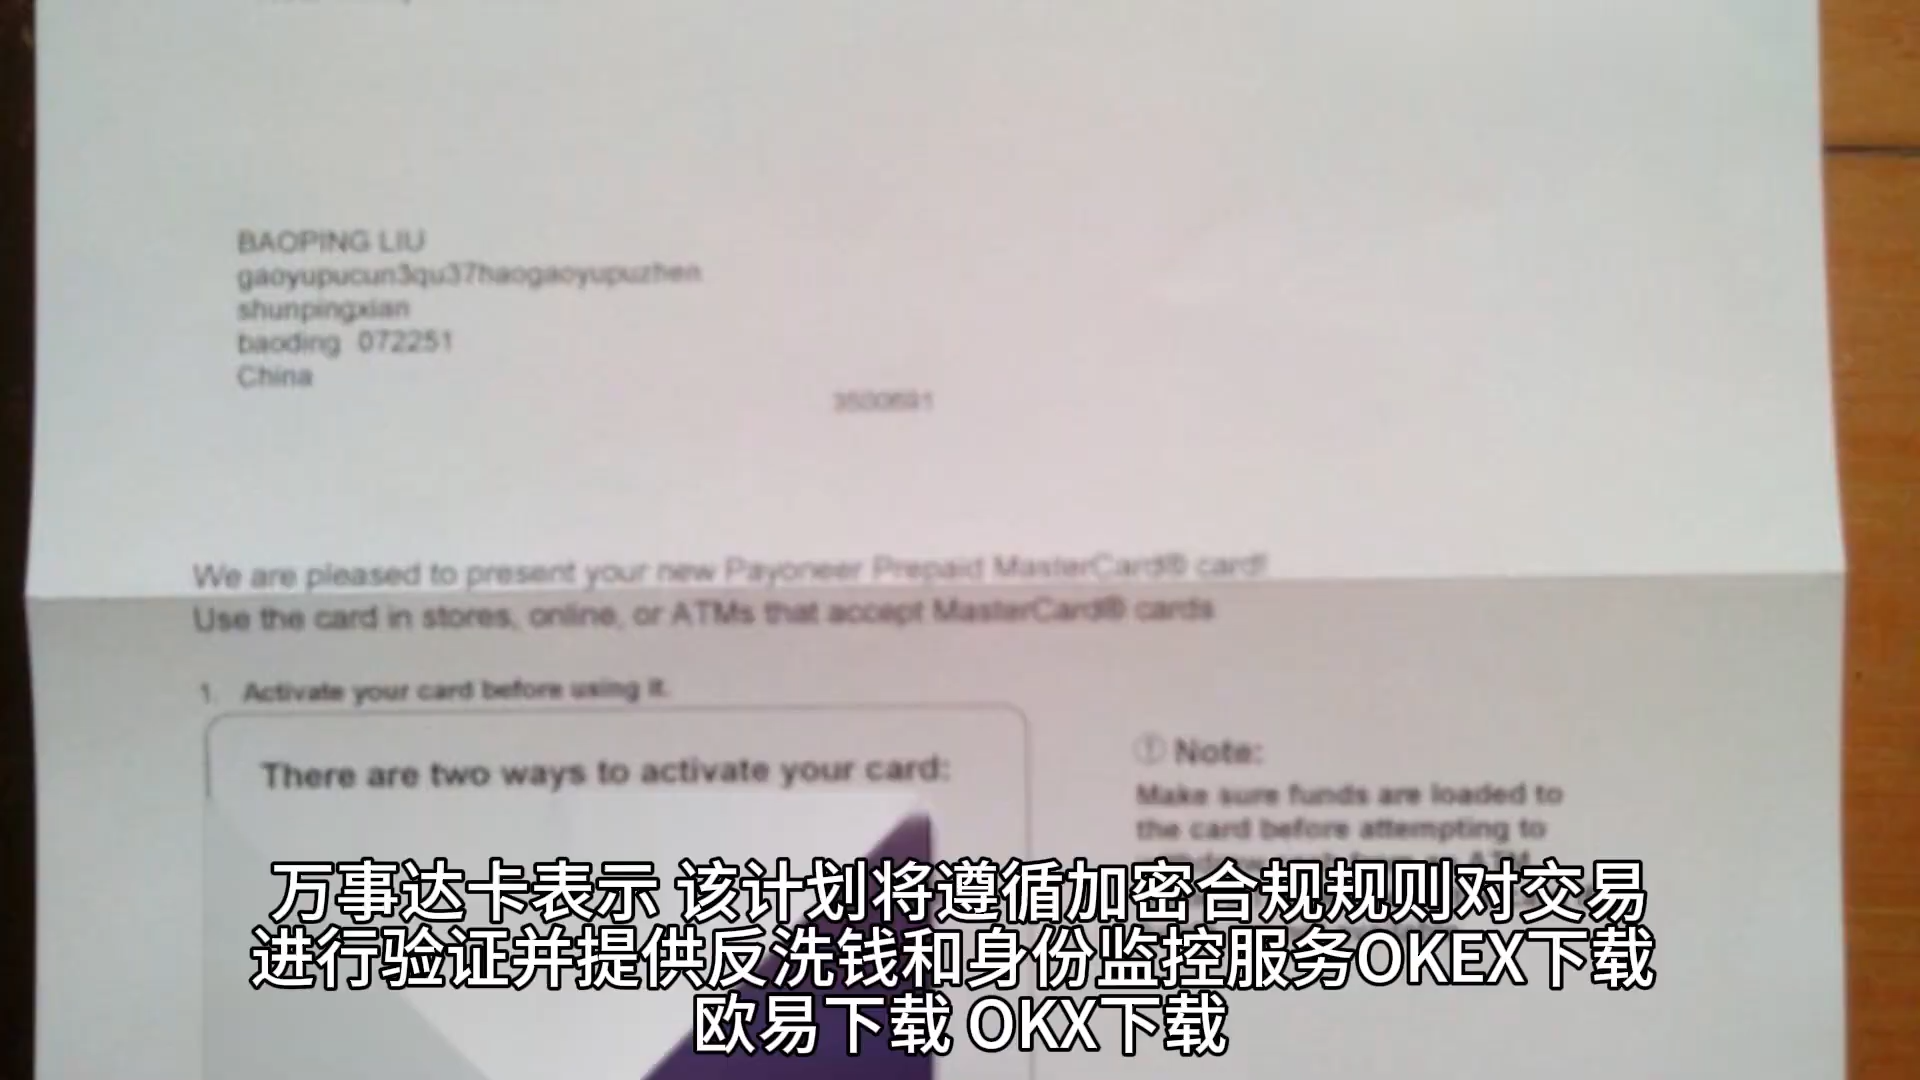 BAOPING LIU
gaoyupucun3qu37haogaoyupuzhen
shunpingxian
baoding 072251
China
3500691
We are pleased to present your new Payoneer Prepaid MasterCard® card!
Use the card in stores, online, or ATMs that accept MasterCard® cards
1. Activate your card before using it.
There are two ways to activate your card:
Note:
Make sure funds are loaded to
the card before attempting to
万事达卡表示 该计划将遵循加密合规规则对交易
进行验证并提供反洗钱和身份监控服务OKEX下载
欧易下载 OKX下载